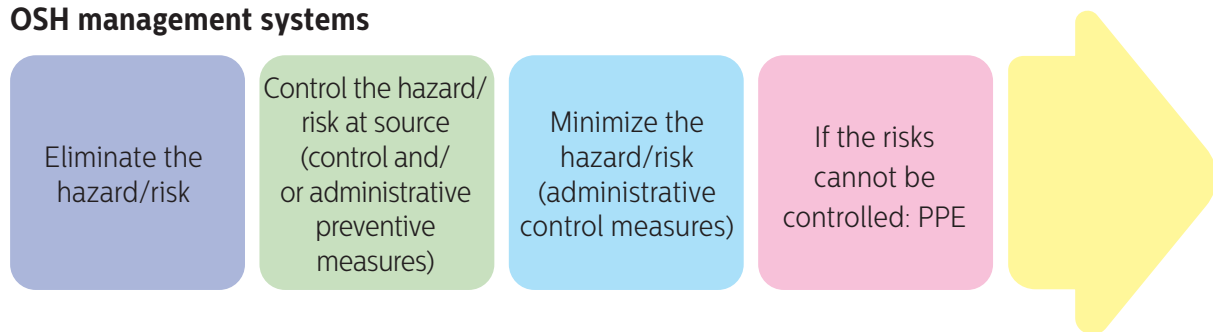 OSH management systems
Eliminate the
hazard/risk
Control the hazard/
risk at source
(control and/
or administrative
preventive
measures)
Minimize the
hazard/risk
(administrative
control measures)
If the risks
cannot be
controlled: PPE